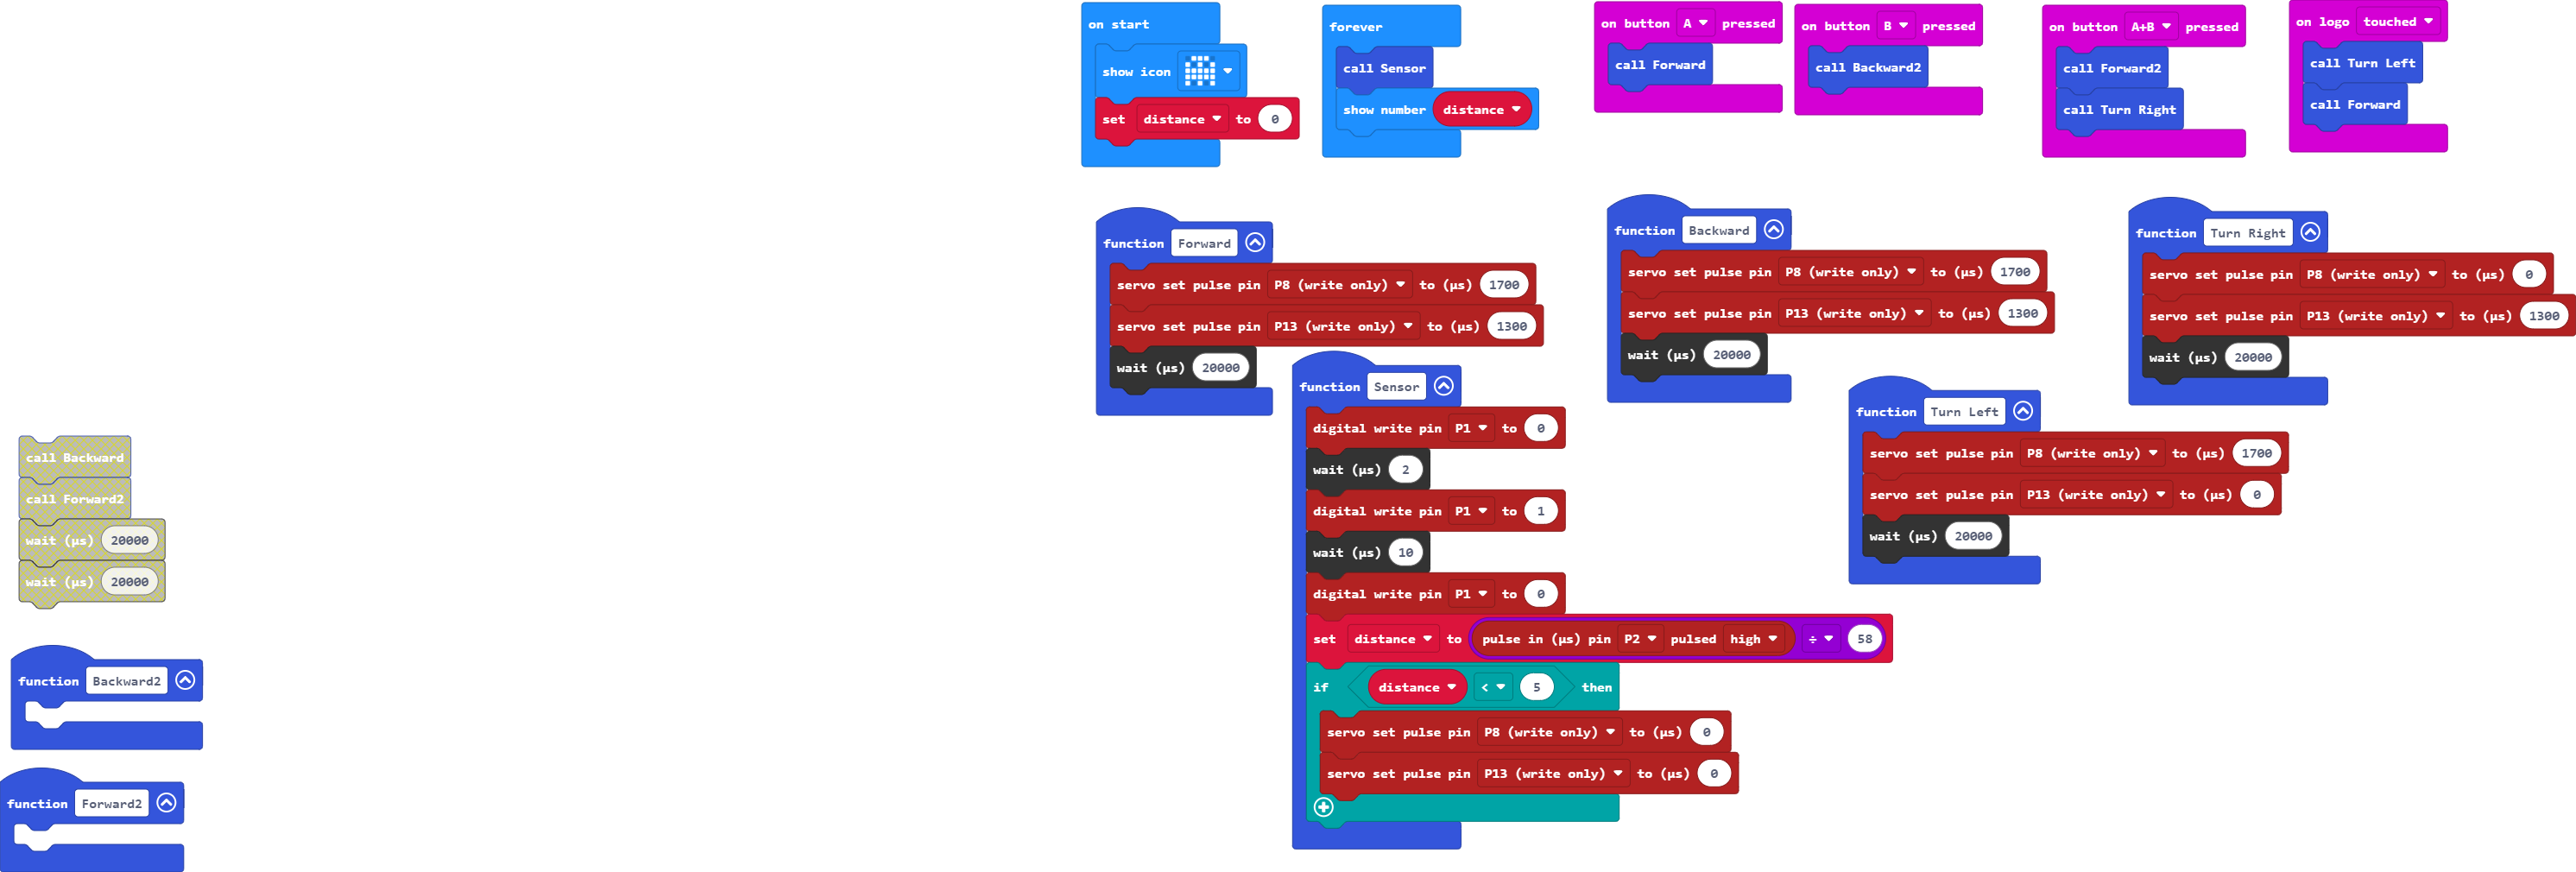 on start
show icon
set distance to 0
forever
call Sensor
show number distance
on button A pressed
call Forward
on button B pressed
call Backward2
on button A+B pressed
call Forward2
call Turn Right
on logo touched
call Turn Left
call Forward
function Forward
servo set pulse pin P8 (write only) to (µs) 1700
servo set pulse pin P13 (write only) to (µs) 1300
wait (µs) 20000
function Backward
servo set pulse pin P8 (write only) to (µs) 1700
servo set pulse pin P13 (write only) to (µs) 1300
wait (µs) 20000
function Turn Right
servo set pulse pin P8 (write only) to (µs) 0
servo set pulse pin P13 (write only) to (µs) 1300
wait (µs) 20000
function Sensor
digital write pin P1 to 0
wait (µs) 2
digital write pin P1 to 1
wait (µs) 10
digital write pin P1 to 0
set distance to pulse in (µs) pin P2 pulsed high ÷ 58
if distance < 5 then
servo set pulse pin P8 (write only) to (µs) 0
servo set pulse pin P13 (write only) to (µs) 0
function Turn Left
servo set pulse pin P8 (write only) to (µs) 1700
servo set pulse pin P13 (write only) to (µs) 0
wait (µs) 20000
call Backward
call Forward2
wait (µs) 20000
wait (µs) 20000
function Backward2
function Forward2